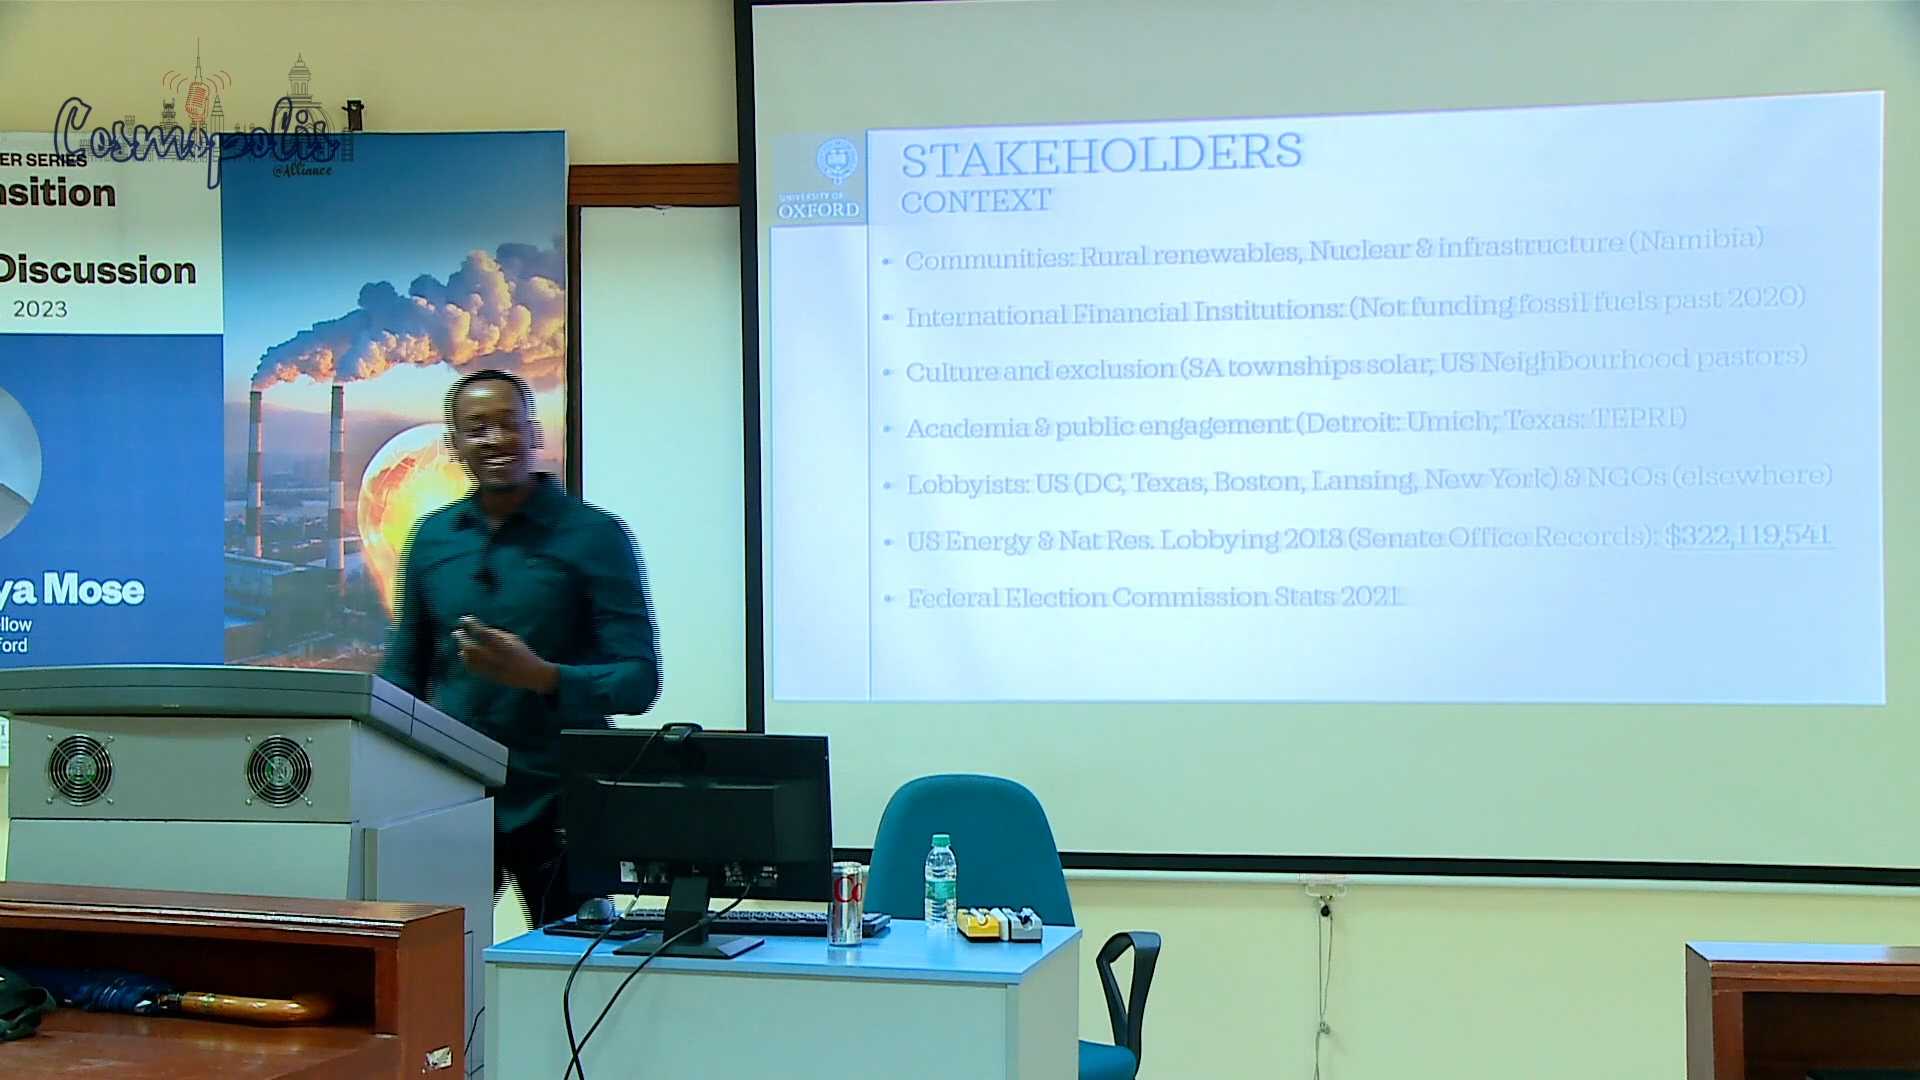 Cosmopolis
@Alliance
ER SERIES
nsition
Discussion
2023
ya Mose
llow
ford
UNIVERSITY OF
OXFORD
STAKEHOLDERS
CONTEXT
• Communities: Rural renewables, Nuclear & infrastructure (Namibia)
• International Financial Institutions: (Not funding fossil fuels past 2020)
• Culture and exclusion (SA townships solar; US Neighbourhood pastors)
• Academia & public engagement (Detroit: Umich; Texas: TEPRI)
• Lobbyists: US (DC, Texas, Boston, Lansing, New York) & NGOs (elsewhere)
• US Energy & Nat Res. Lobbying 2018 (Senate Office Records): $322,119,541
• Federal Election Commission Stats 2021
Co